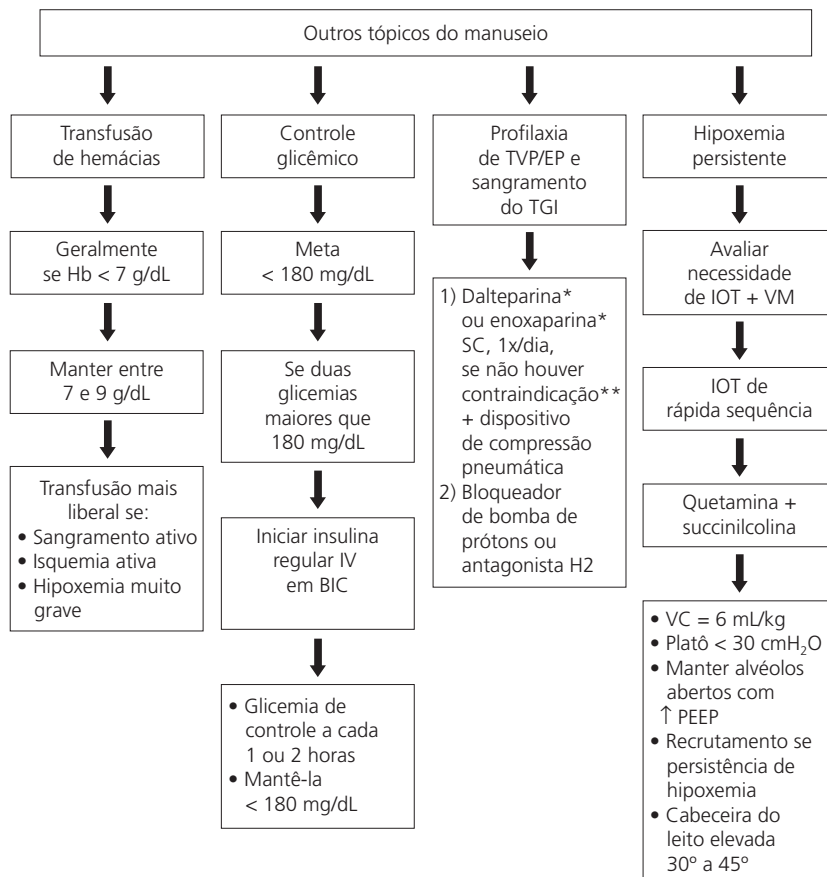 Outros tópicos do manuseio
Transfusão
de hemácias
Geralmente
se Hb < 7 g/dL
Manter entre
7 e 9 g/dL
Transfusão mais
liberal se:
• Sangramento ativo
• Isquemia ativa
• Hipoxemia muito
grave
Controle
glicêmico
Meta
< 180 mg/dL
Se duas
glicemias
maiores que
180 mg/dL
Iniciar insulina
regular IV
em BIC
• Glicemia de
controle a cada
1 ou 2 horas
• Mantê-la
< 180 mg/dL
Profilaxia
de TVP/EP e
sangramento
do TGI
1) Dalteparina*
ou enoxaparina*
SC, 1x/dia,
se não houver
contraindicação**
+ dispositivo
de compressão
pneumática
2) Bloqueador
de bomba de
prótons ou
antagonista H2
Hipoxemia
persistente
Avaliar
necessidade
de IOT + VM
IOT de
rápida sequência
Quetamina +
succinilcolina
• VC = 6 mL/kg
• Platô < 30 cmH₂O
• Manter alvéolos
abertos com
↑ PEEP
• Recrutamento se
persistência de
hipoxemia
• Cabeceira do
leito elevada
30º a 45º